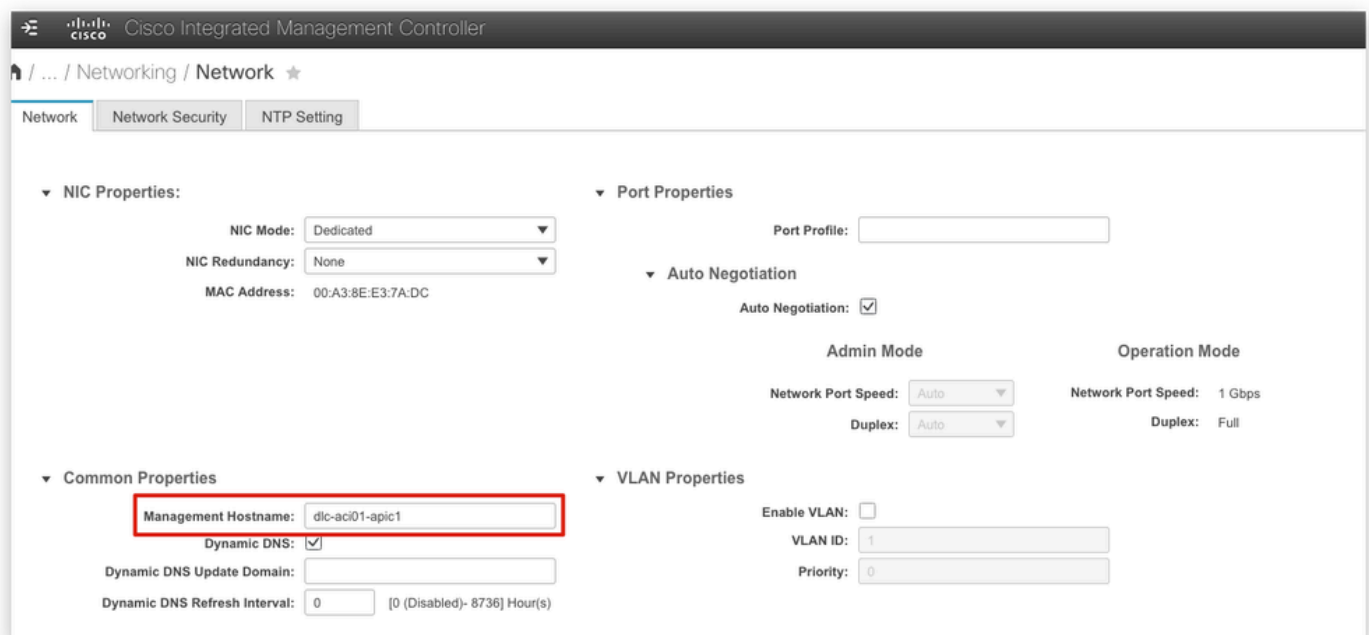 CISCO Cisco Integrated Management Controller
/ ... / Networking / Network
Network Network Security NTP Setting
NIC Properties:
NIC Mode: Dedicated
NIC Redundancy: None
MAC Address: 00:A3:8E:E3:7A:DC
Port Properties
Port Profile:
Auto Negotiation
Auto Negotiation:
Admin Mode Operation Mode
Network Port Speed: Auto Network Port Speed: 1 Gbps
Duplex: Auto Duplex: Full
Common Properties
Management Hostname: dlc-aci01-apic1
Dynamic DNS:
Dynamic DNS Update Domain:
Dynamic DNS Refresh Interval: 0 [0 (Disabled)- 8736] Hour(s)
VLAN Properties
Enable VLAN:
VLAN ID: 1
Priority: 0